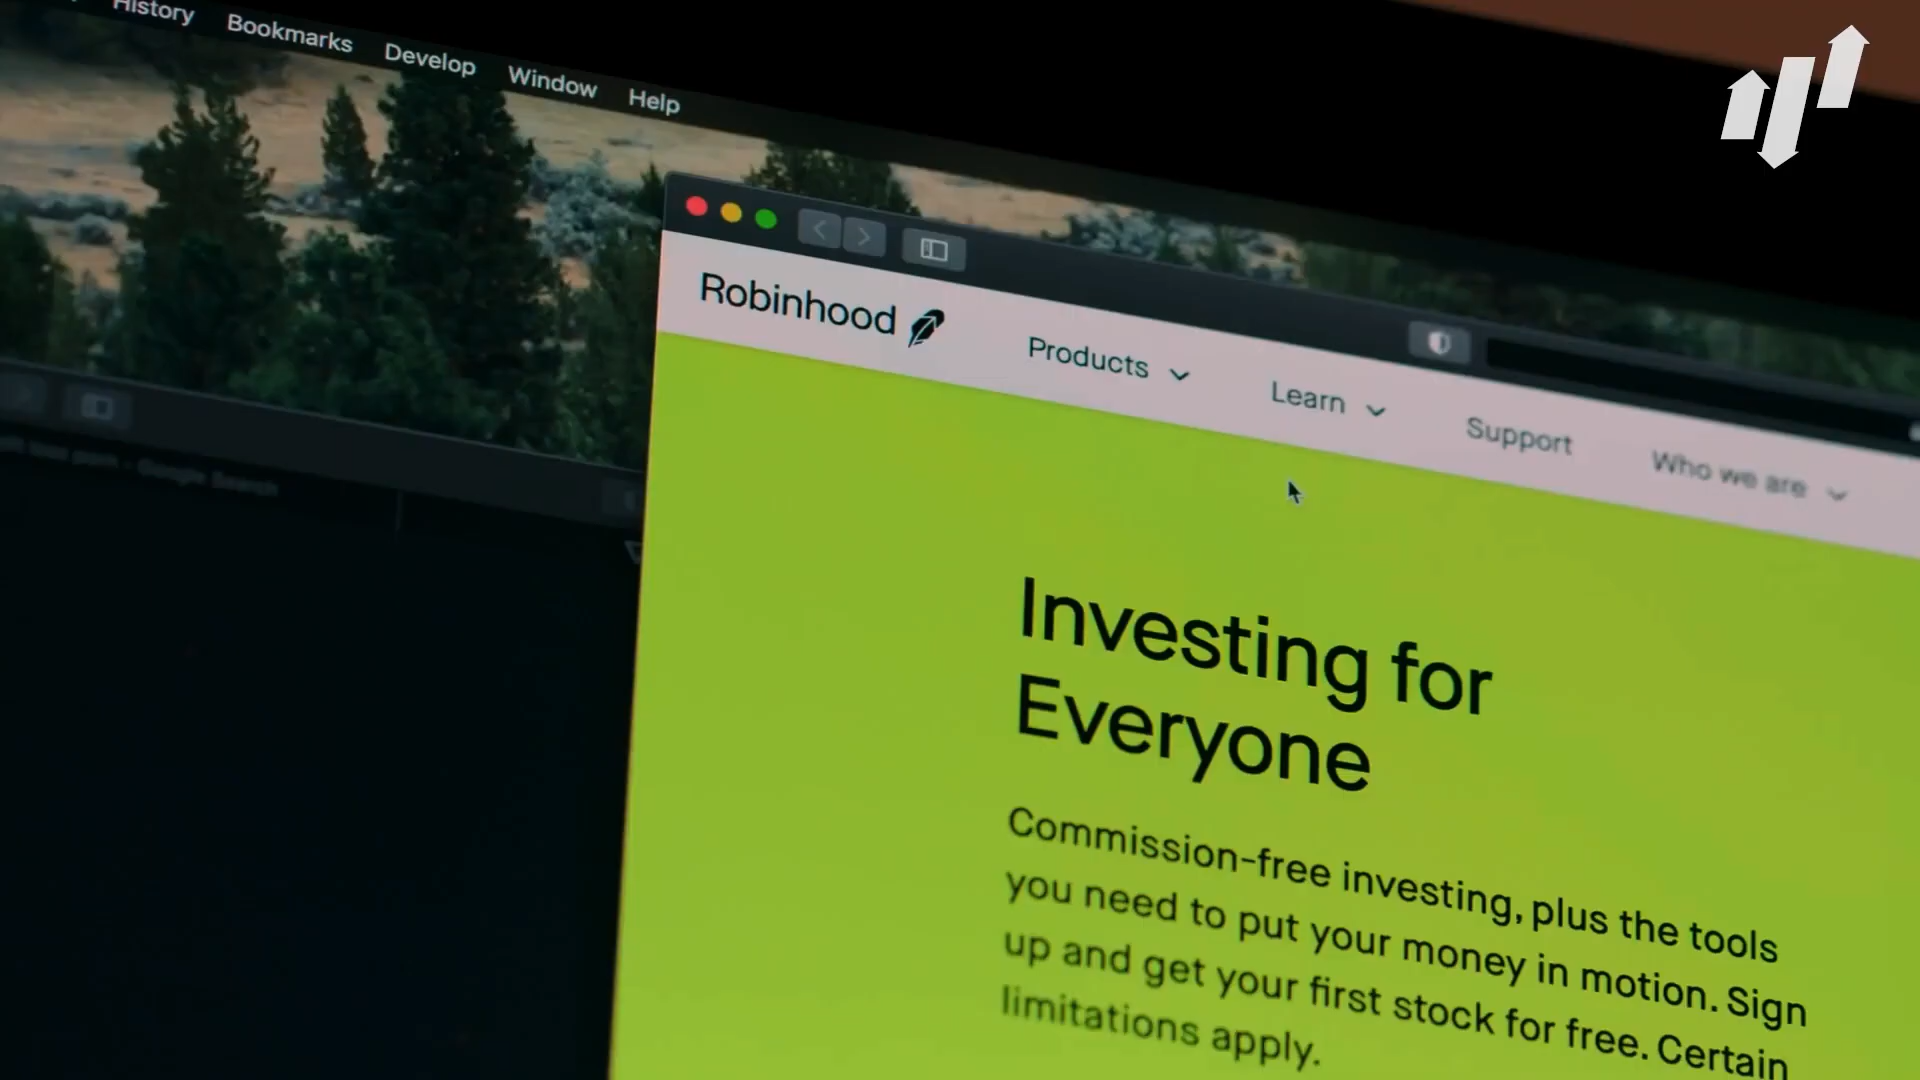 History Bookmarks Develop Window Help
Robinhood Products Learn Support Who we are
Investing for
Everyone
Commission-free investing, plus the tools
you need to put your money in motion. Sign
up and get your first stock for free. Certain
limitations apply.
Google Search